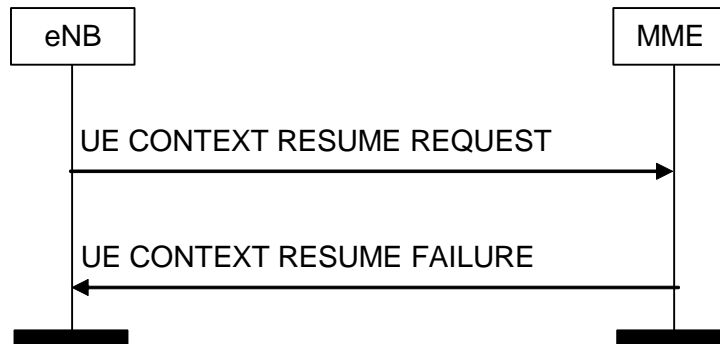 eNB
MME
UE CONTEXT RESUME REQUEST
UE CONTEXT RESUME FAILURE